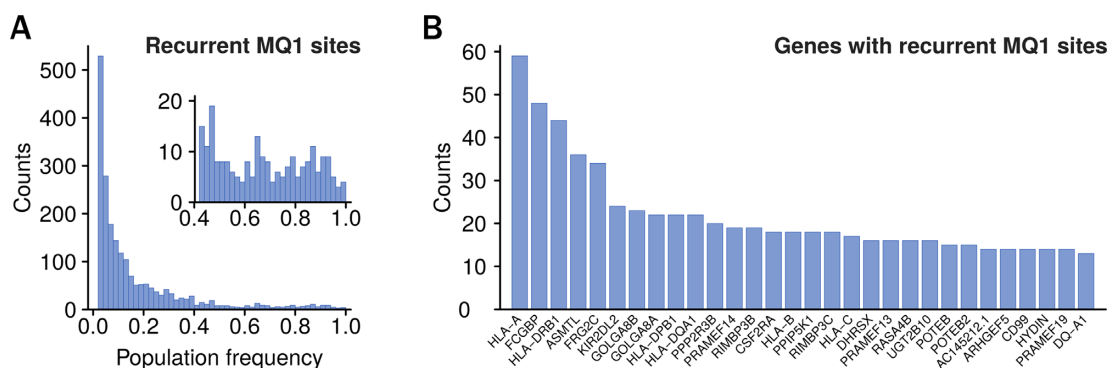 A
Recurrent MQ1 sites
Counts
500
400
300
200
100
0
0.0
0.2
0.4
0.6
0.8
1.0
Population frequency
20
10
0
0.4
0.6
0.8
1.0
B
Genes with recurrent MQ1 sites
Counts
60
50
40
30
20
10
0
HLA−A
FCGBP
HLA−DRB1
ASMTL
FRG2C
KIR2DL2
GOLGA8B
GOLGA8A
HLA−DPB1
HLA−DQA1
PPP2R3B
PRAMEF14
RIMBP3B
CSF2RA
HLA−B
PPIP5K1
RIMBP3C
HLA−C
DHRSX
PRAMEF13
RASA4B
UGT2B10
POTEB
POTEB2
AC145212.1
ARHGEF5
CD99
HYDIN
PRAMEF19
DQ−A1